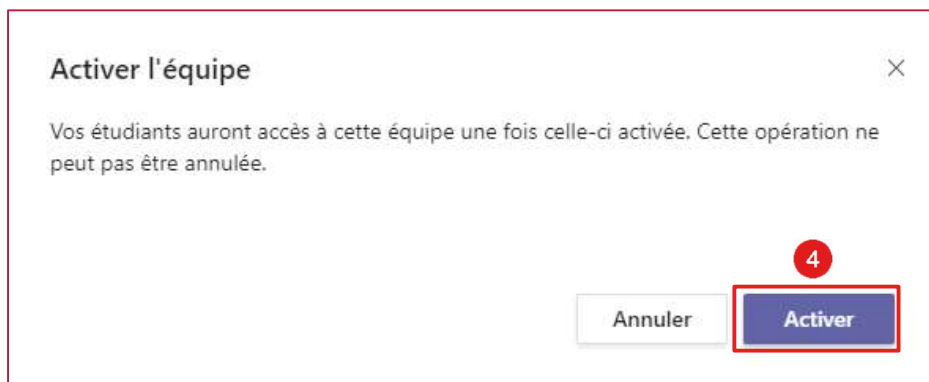 Activer l'équipe
Vos étudiants auront accès à cette équipe une fois celle-ci activée. Cette opération ne
peut pas être annulée.
4
Annuler
Activer